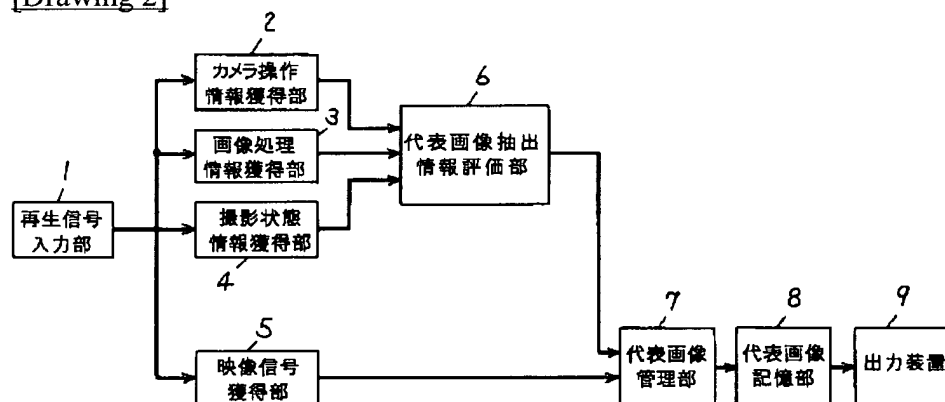 [Drawing 2]
2
カメラ操作
情報獲得部
3
画像処理
情報獲得部
6
代表画像抽出
情報評価部
1
再生信号
入力部
撮影状態
情報獲得部
4
5
映像信号
獲得部
7
代表画像
管理部
8
代表画像
記憶部
9
出力装置